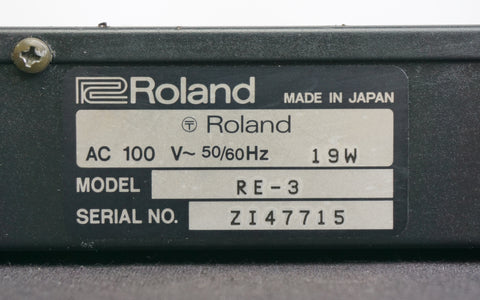 Roland MADE IN JAPAN
〶 Roland
AC 100 V~ 50/60Hz 19W
MODEL RE-3
SERIAL NO. ZI47715